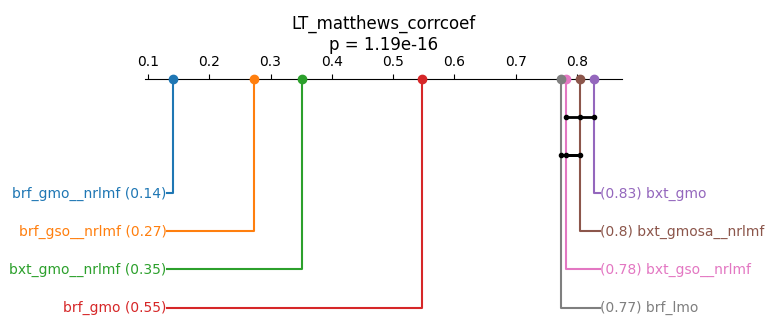 LT_matthews_corrcoef
p = 1.19e-16
0.1 0.2 0.3 0.4 0.5 0.6 0.7 0.8
brf_gmo__nrlmf (0.14) (0.83) bxt_gmo
brf_gso__nrlmf (0.27) (0.8) bxt_gmosa__nrlmf
bxt_gmo__nrlmf (0.35) (0.78) bxt_gso__nrlmf
brf_gmo (0.55) (0.77) brf_lmo